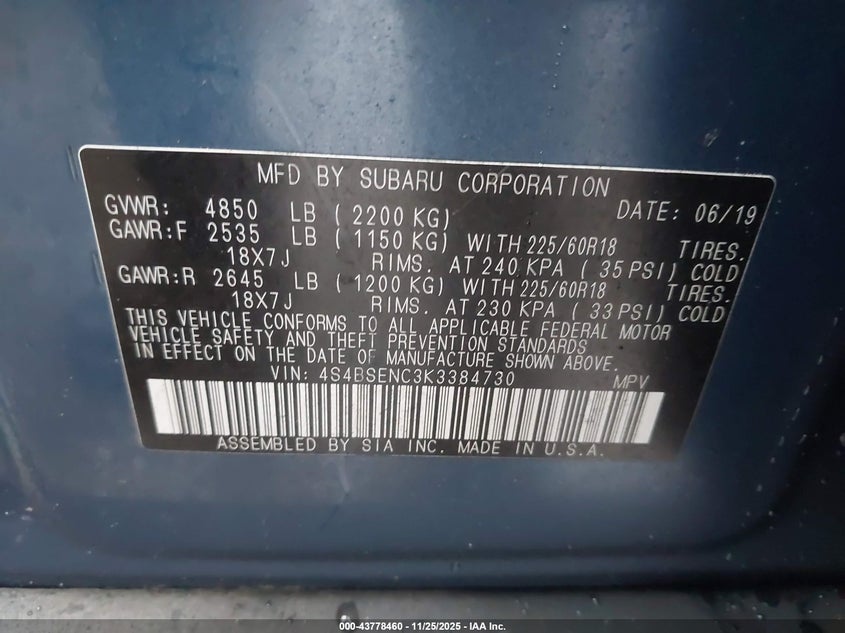 MFD BY SUBARU CORPORATION
GVWR: 4850 LB ( 2200 KG) DATE: 06/19
GAWR:F 2535 LB ( 1150 KG) WITH 225/60R18 TIRES.
18X7J RIMS. AT 240 KPA ( 35 PSI) COLD
GAWR:R 2645 LB ( 1200 KG) WITH 225/60R18 TIRES.
18X7J RIMS. AT 230 KPA ( 33 PSI) COLD
THIS VEHICLE CONFORMS TO ALL APPLICABLE FEDERAL MOTOR
VEHICLE SAFETY AND THEFT PREVENTION STANDARDS
IN EFFECT ON THE DATE OF MANUFACTURE SHOWN ABOVE.
VIN: 4S4BSENC3K3384730 MPV
ASSEMBLED BY SIA INC. MADE IN U.S.A.
000-43778460 - 11/25/2025 - IAA Inc.